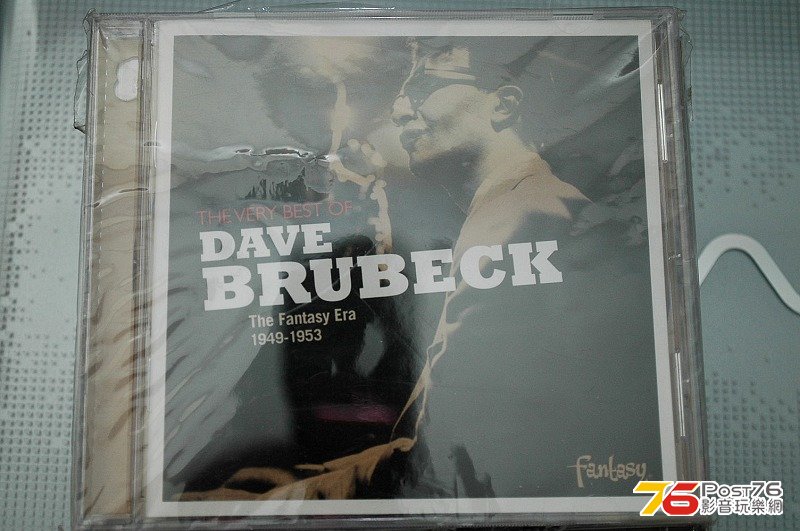 THE VERY BEST OF
DAVE
BRUBECK
The Fantasy Era
1949-1953
fantasy
76 Post76
影音玩樂網